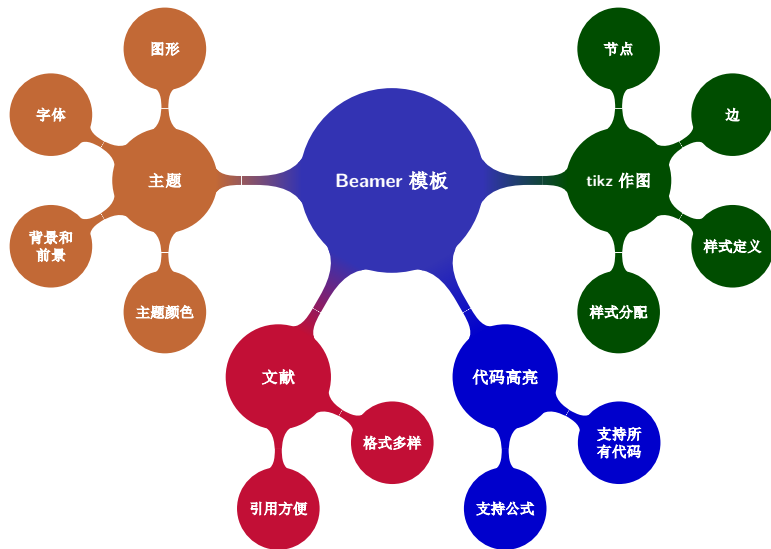 图形
节点
字体
边
主题
Beamer 模板
tikz 作图
背景和
前景
样式定义
主题颜色
样式分配
文献
代码高亮
格式多样
支持所
有代码
引用方便
支持公式